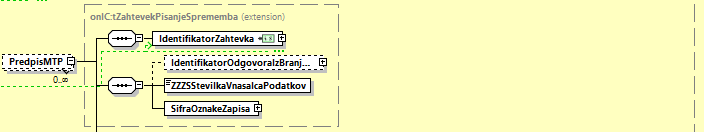 onIC:tZahtevekPisanjeSprememba (extension)
IdentifikatorZahtevka
PredpisMTP
0..∞
IdentifikatorOdgovoraIzBranj...
ZZZSStevilkaVnasalcaPodatkov
SifraOznakeZapisa